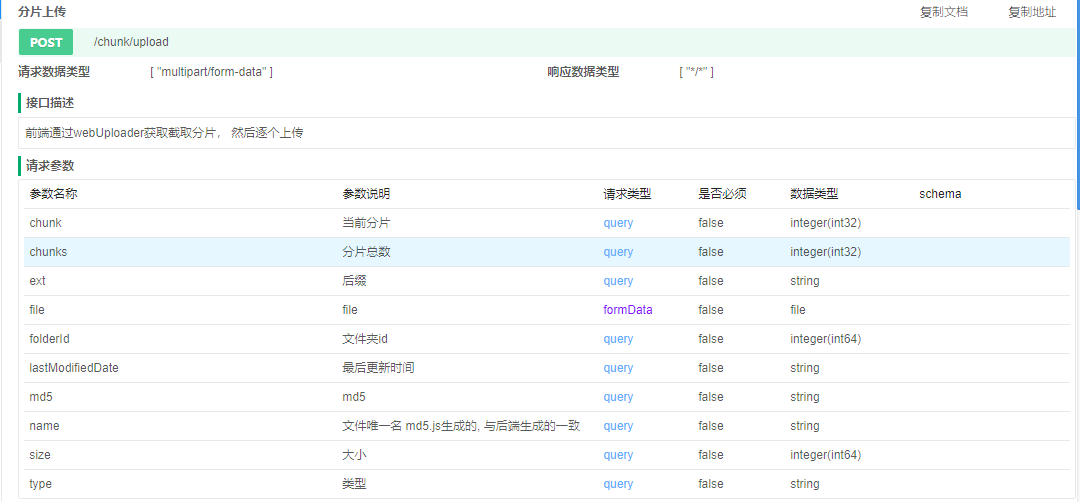 分片上传 复制文档 复制地址
POST /chunk/upload
请求数据类型 [ "multipart/form-data" ] 响应数据类型 [ "*/*" ]
接口描述
前端通过webUploader获取截取分片， 然后逐个上传
请求参数
参数名称 参数说明 请求类型 是否必须 数据类型 schema
chunk 当前分片 query false integer(int32)
chunks 分片总数 query false integer(int32)
ext 后缀 query false string
file file formData false file
folderId 文件夹id query false integer(int64)
lastModifiedDate 最后更新时间 query false string
md5 md5 query false string
name 文件唯一名 md5.js生成的, 与后端生成的一致 query false string
size 大小 query false integer(int64)
type 类型 query false string